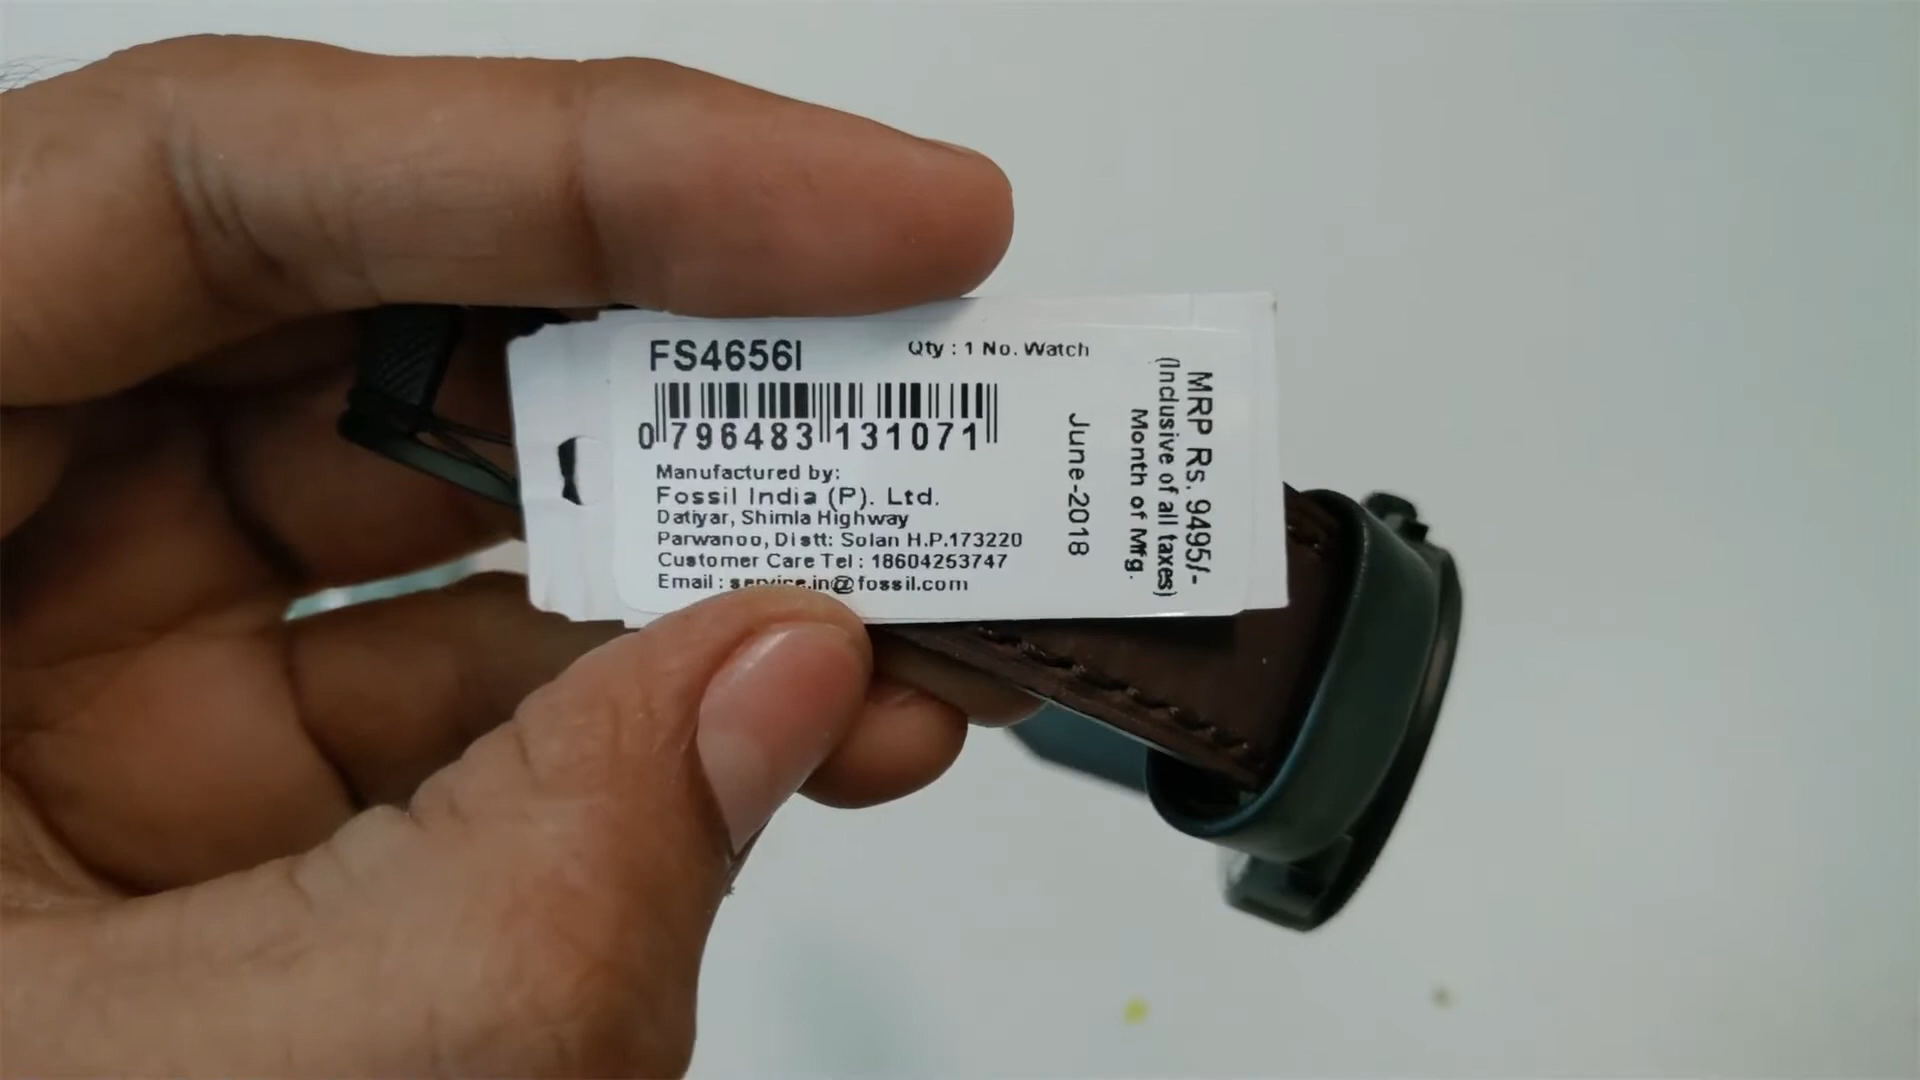 FS4656I
Qty : 1 No. Watch
0 796483 131071
Manufactured by:
Fossil India (P). Ltd.
Datiyar, Shimla Highway
Parwanoo, Distt: Solan H.P.173220
Customer Care Tel : 18604253747
Email : service.in@fossil.com
MRP Rs. 9495/-
(Inclusive of all taxes)
Month of Mfg.
June-2018